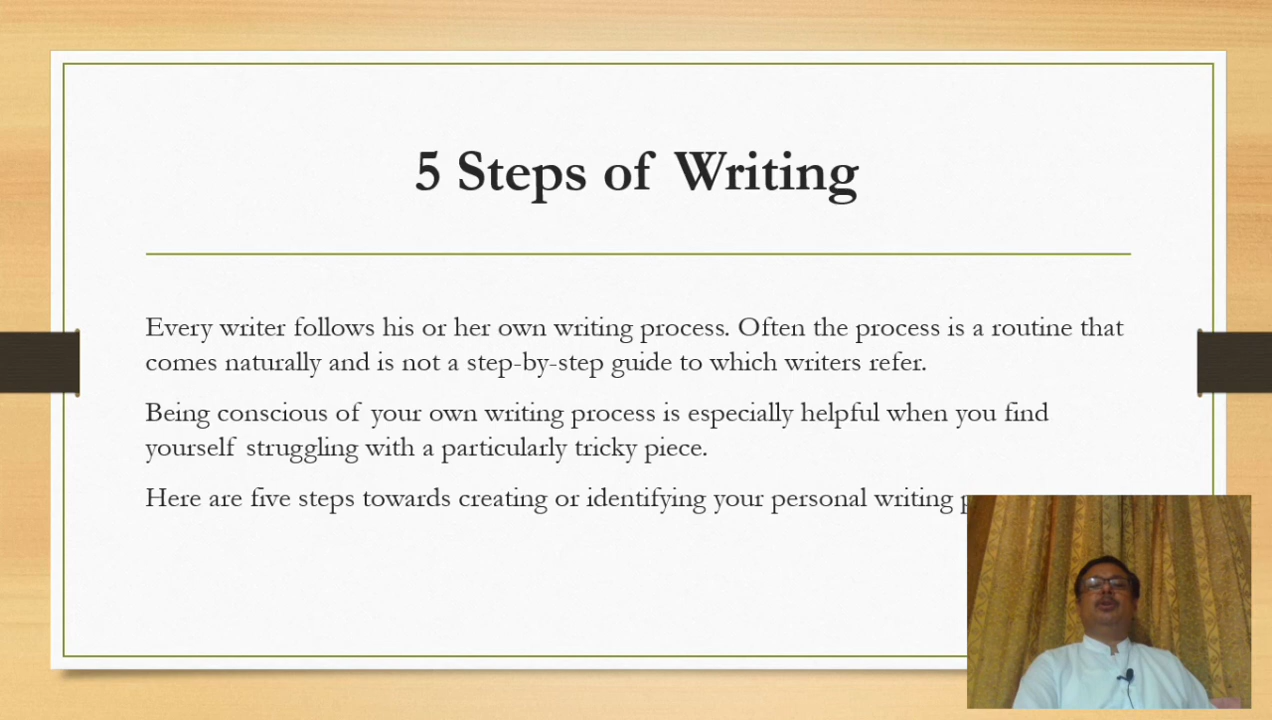 5 Steps of Writing
Every writer follows his or her own writing process. Often the process is a routine that
comes naturally and is not a step-by-step guide to which writers refer.
Being conscious of your own writing process is especially helpful when you find
yourself struggling with a particularly tricky piece.
Here are five steps towards creating or identifying your personal writing